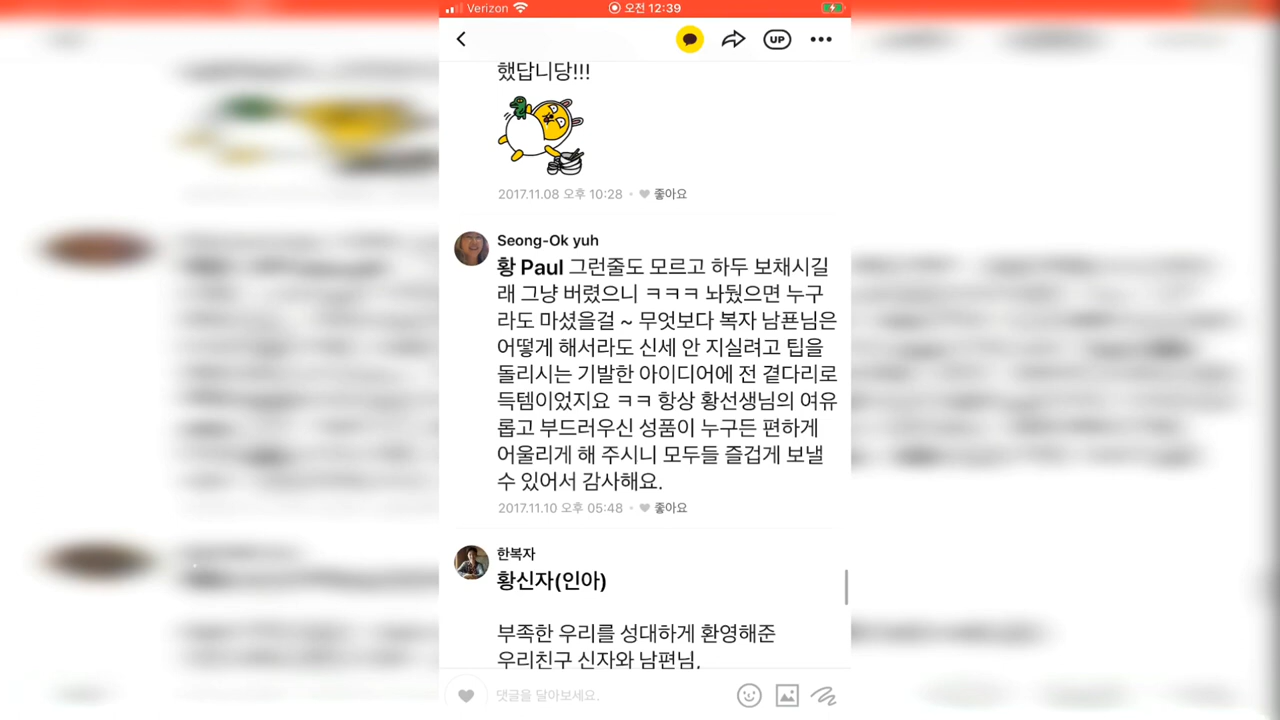 Verizon 오전 12:39
UP
했답니당!!!
2017.11.08 오후 10:28 • 좋아요
Seong-Ok yuh
황 Paul 그런줄도 모르고 하두 보채시길
래 그냥 버렸으니 ㅋㅋㅋ 놔뒀으면 누구
라도 마셨을걸 ~ 무엇보다 복자 남푠님은
어떻게 해서라도 신세 안 지실려고 팁을
돌리시는 기발한 아이디어에 전 곁다리로
득템이었지요 ㅋㅋ 항상 황선생님의 여유
롭고 부드러우신 성품이 누구든 편하게
어울리게 해 주시니 모두들 즐겁게 보낼
수 있어서 감사해요.
2017.11.10 오후 05:48 • 좋아요
한복자
황신자(인아)
부족한 우리를 성대하게 환영해준
우리친구 신자와 남편님,
댓글을 달아보세요.